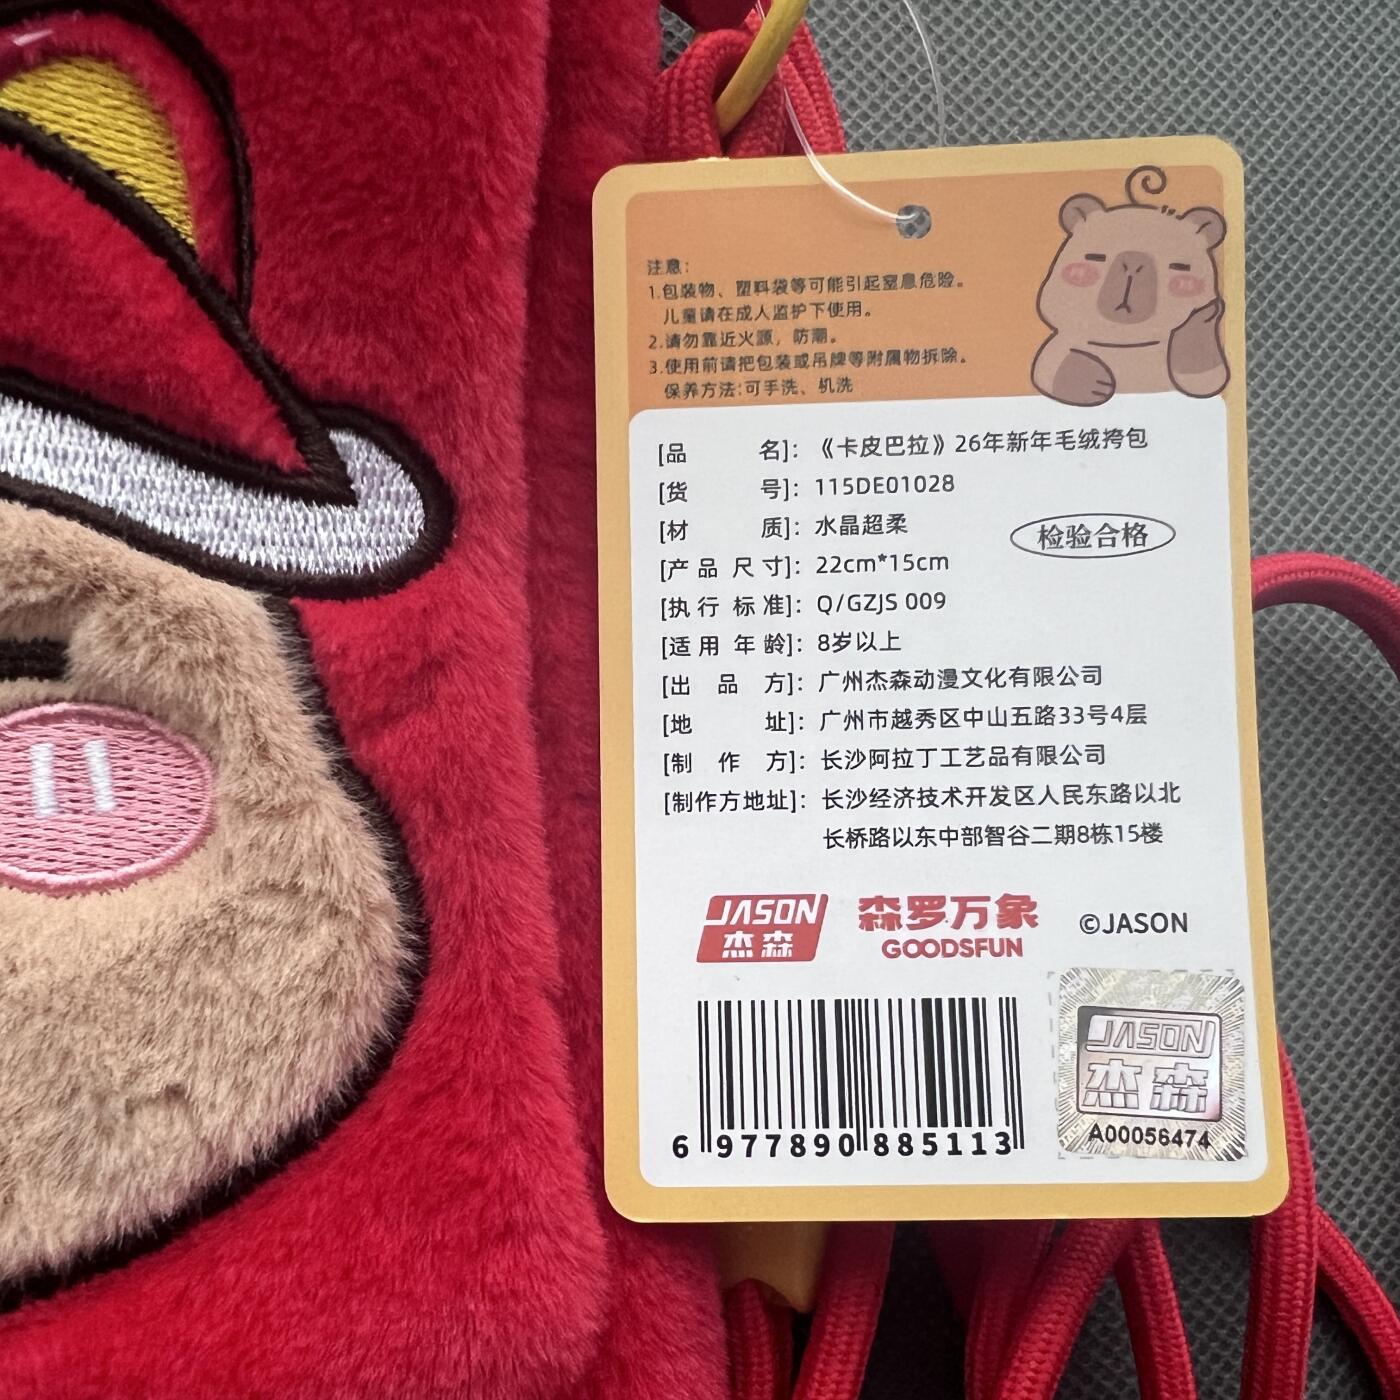 注意：
1.包装物、塑料袋等可能引起窒息危险。
儿童请在成人监护下使用。
2.请勿靠近火源，防潮。
3.使用前请把包装或吊牌等附属物拆除。
保养方法:可手洗、机洗
[品名]：《卡皮巴拉》26年新年毛绒挎包
[货号]：115DE01028
[材质]：水晶超柔
检验合格
[产品尺寸]：22cm*15cm
[执行标准]：Q/GZJS 009
[适用年龄]：8岁以上
[出品方]：广州杰森动漫文化有限公司
[地址]：广州市越秀区中山五路33号4层
[制作方]：长沙阿拉丁工艺品有限公司
[制作方地址]：长沙经济技术开发区人民东路以北
长桥路以东中部智谷二期8栋15楼
JASON
杰森
森罗万象
GOODSFUN
©JASON
JASON
杰森
A00056474
6 977890 885113